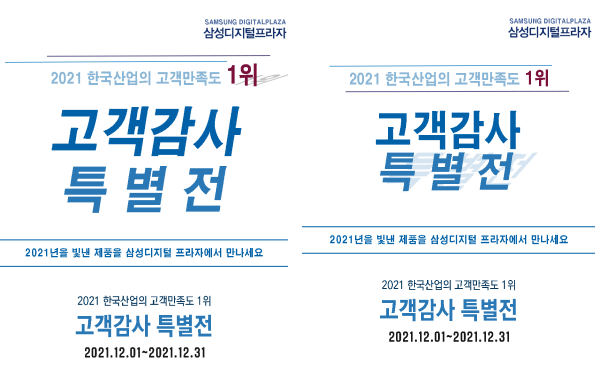 SAMSUNG DIGITALPLAZA
삼성디지털프라자
2021 한국산업의 고객만족도 1위
고객감사
특별전
2021년을 빛낸 제품을 삼성디지털 프라자에서 만나세요
2021 한국산업의 고객만족도 1위
고객감사 특별전
2021.12.01~2021.12.31
SAMSUNG DIGITALPLAZA
삼성디지털프라자
2021 한국산업의 고객만족도 1위
고객감사
특별전
2021년을 빛낸 제품을 삼성디지털 프라자에서 만나세요
2021 한국산업의 고객만족도 1위
고객감사 특별전
2021.12.01~2021.12.31